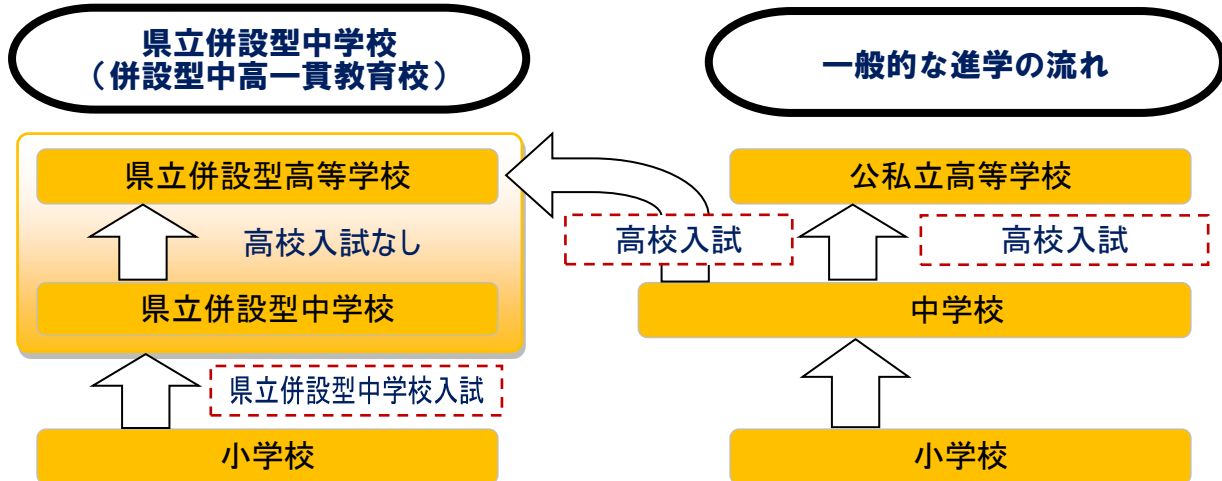 県立併設型中学校
（併設型中高一貫教育校）
県立併設型高等学校
高校入試なし
県立併設型中学校
県立併設型中学校入試
小学校
一般的な進学の流れ
公私立高等学校
高校入試
高校入試
中学校
小学校